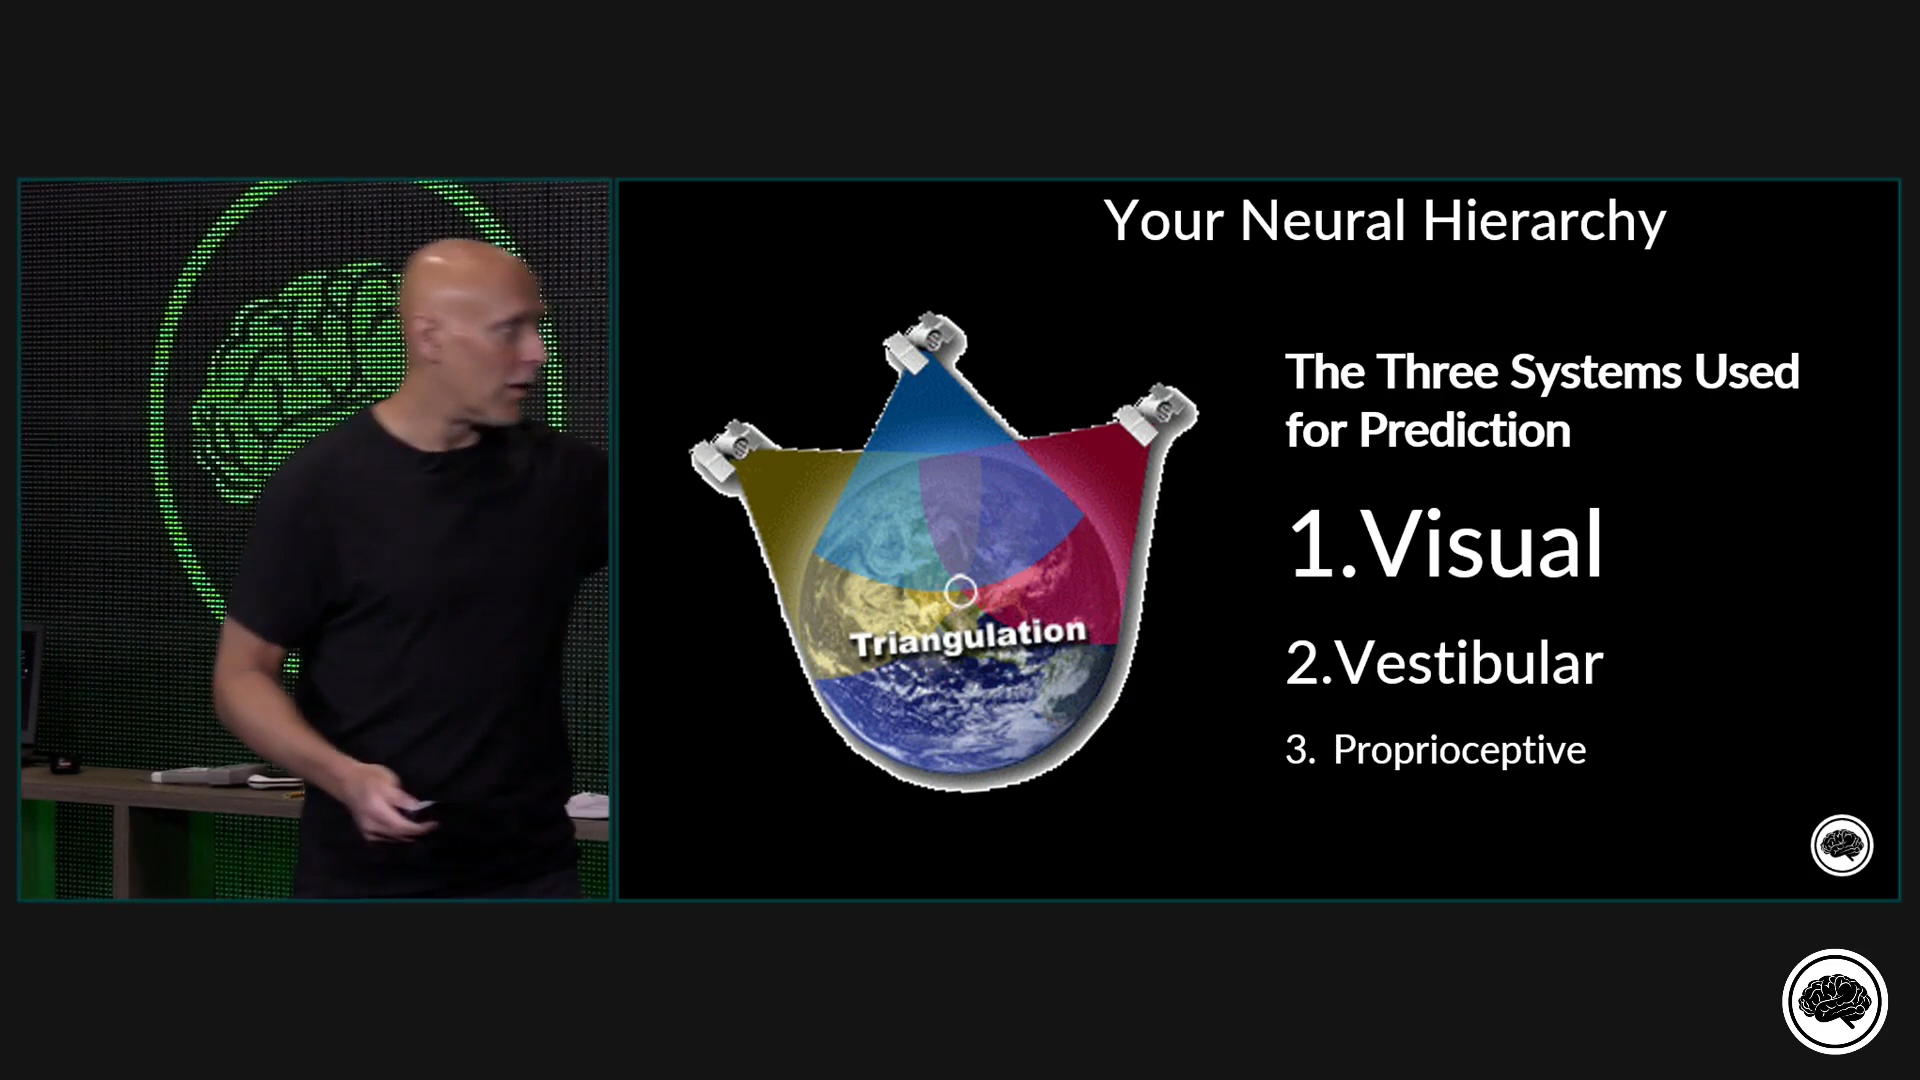 Your Neural Hierarchy
The Three Systems Used
for Prediction
1.Visual
2.Vestibular
3. Proprioceptive
Triangulation